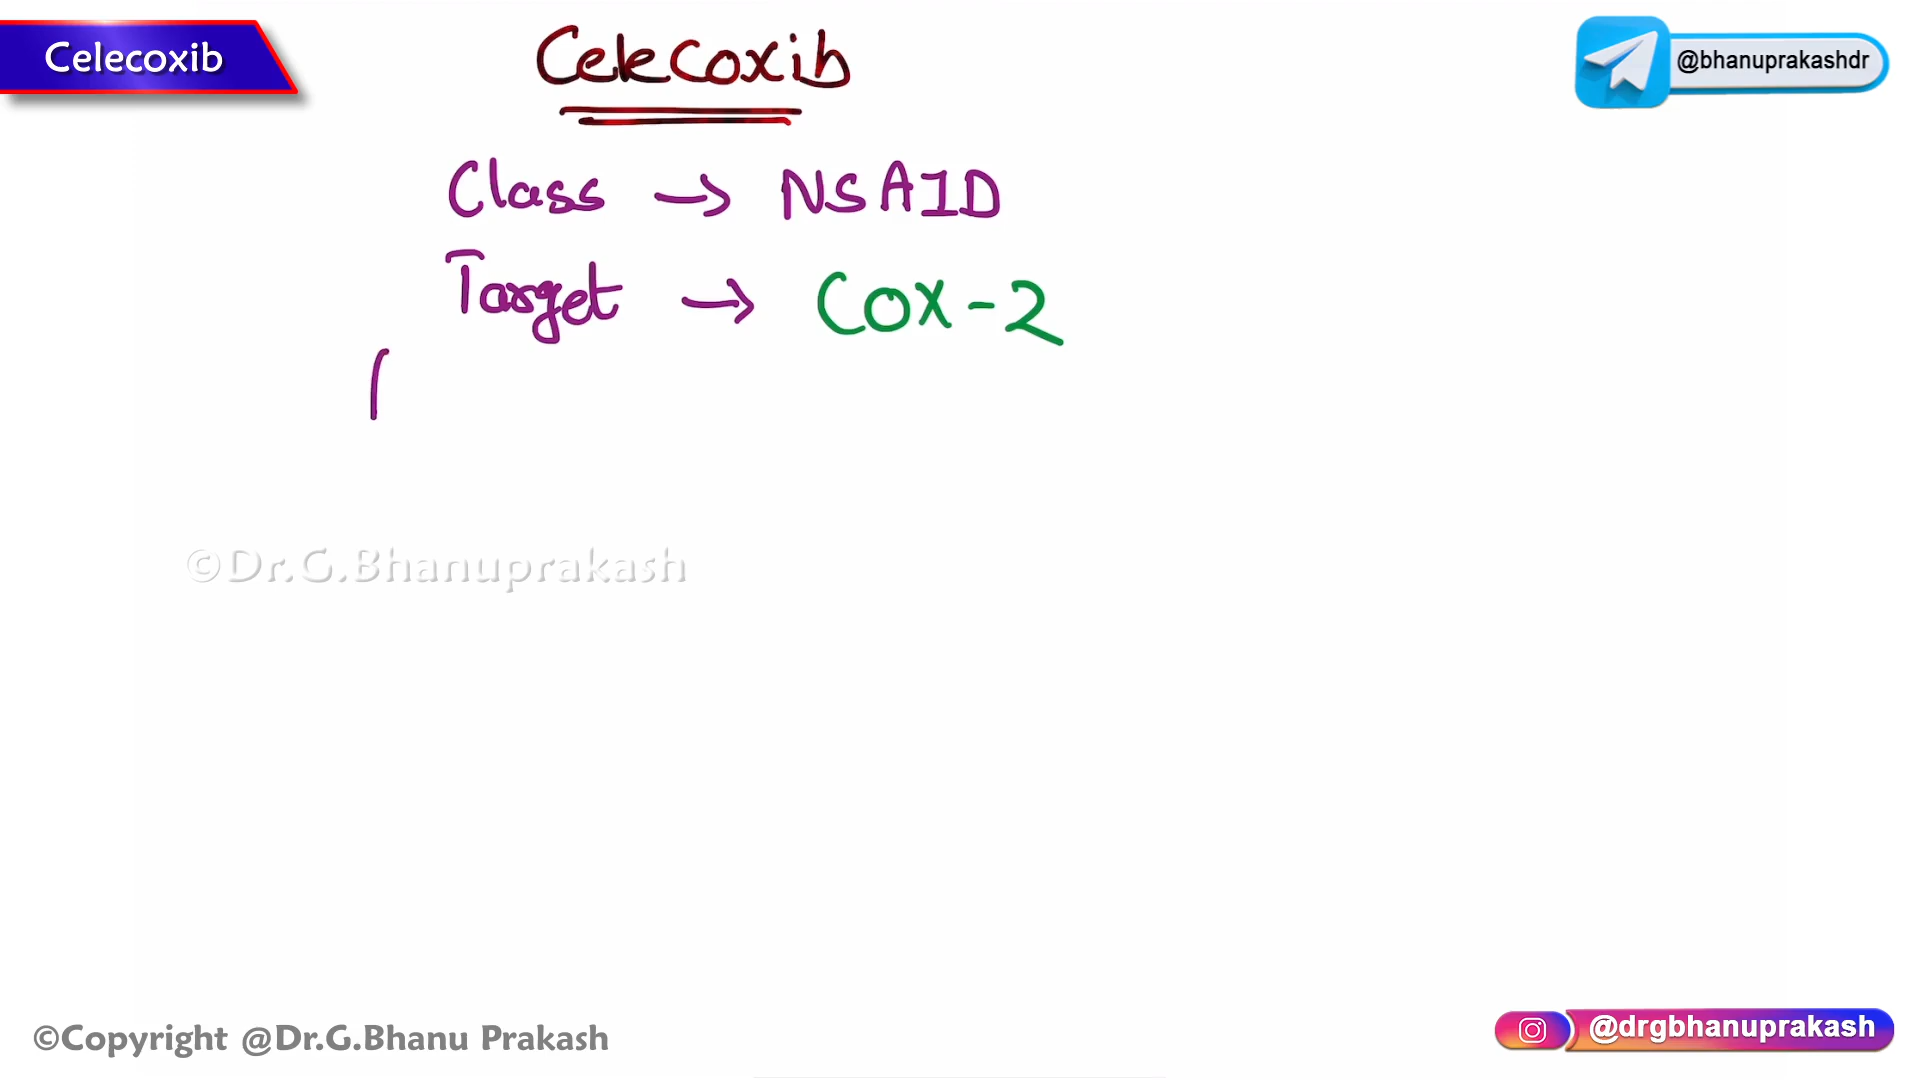 Celecoxib
Celecoxib
@bhanuprakashdr
Class → NSAID
Target → COX-2
©Dr.G.Bhanuprakash
©Copyright @Dr.G.Bhanu Prakash
@drgbhanuprakash